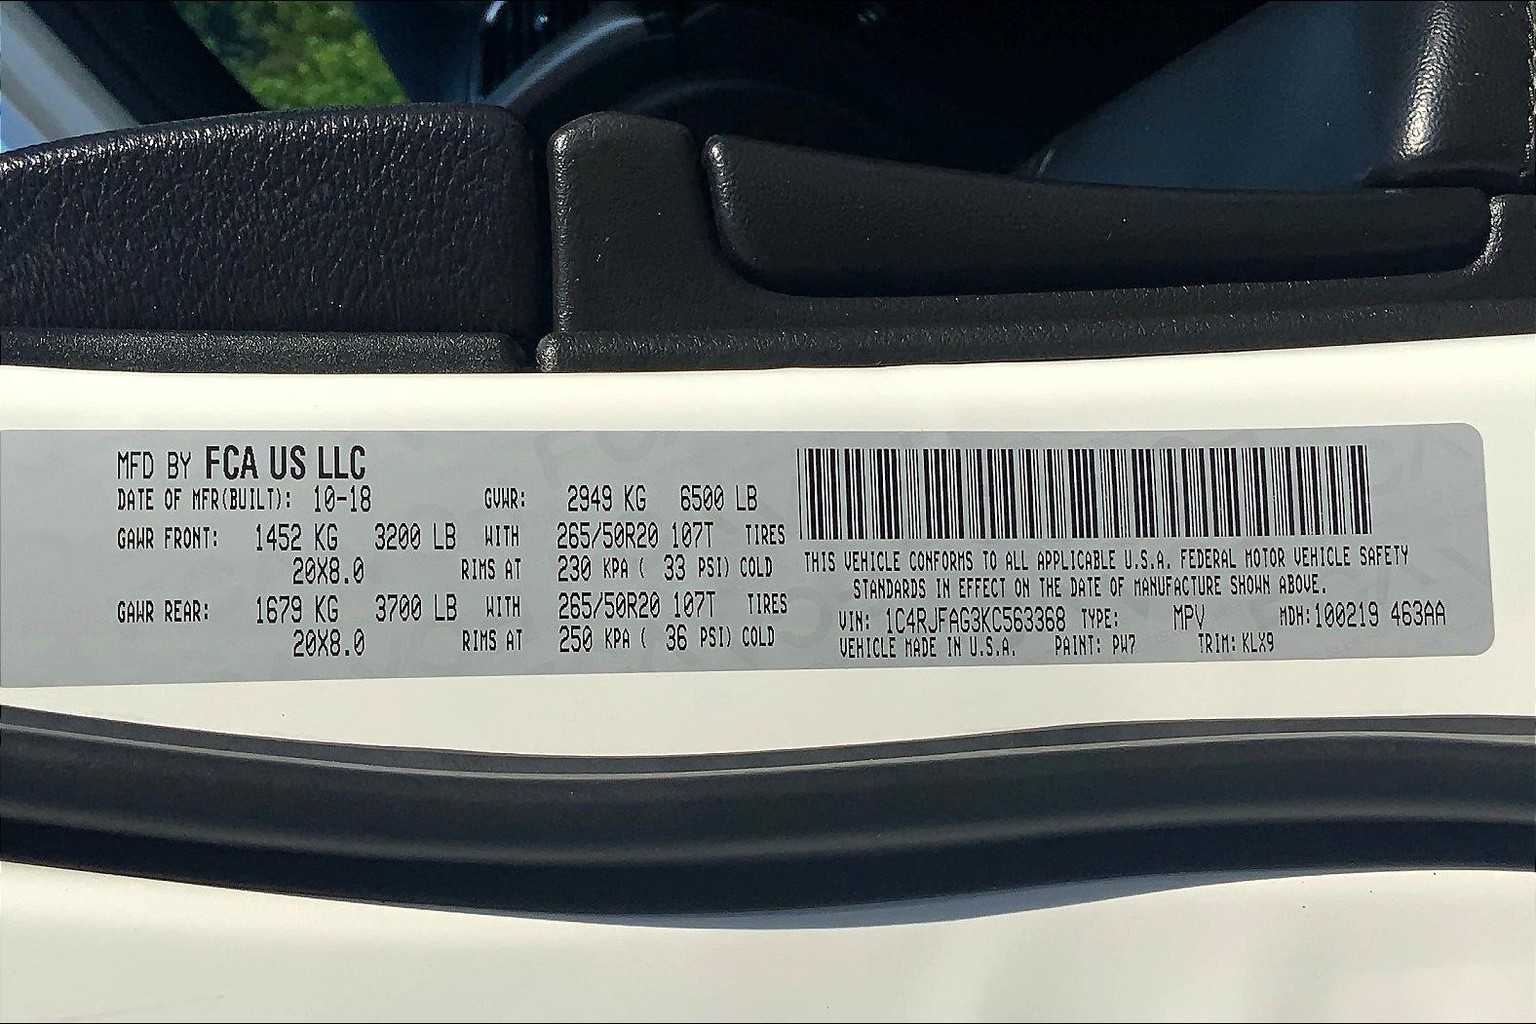 MFD BY FCA US LLC
DATE OF MFR(BUILT): 10-18 GVWR: 2949 KG 6500 LB
GAWR FRONT: 1452 KG 3200 LB WITH 265/50R20 107T TIRES
20X8.0 RIMS AT 230 KPA ( 33 PSI) COLD
GAWR REAR: 1679 KG 3700 LB WITH 265/50R20 107T TIRES
20X8.0 RIMS AT 250 KPA ( 36 PSI) COLD
THIS VEHICLE CONFORMS TO ALL APPLICABLE U.S.A. FEDERAL MOTOR VEHICLE SAFETY
STANDARDS IN EFFECT ON THE DATE OF MANUFACTURE SHOWN ABOVE.
VIN: 1C4RJFAG3KC563368 TYPE: MPV MDH: 100219 463AA
VEHICLE MADE IN U.S.A. PAINT: PW7 TRIM: KLX9